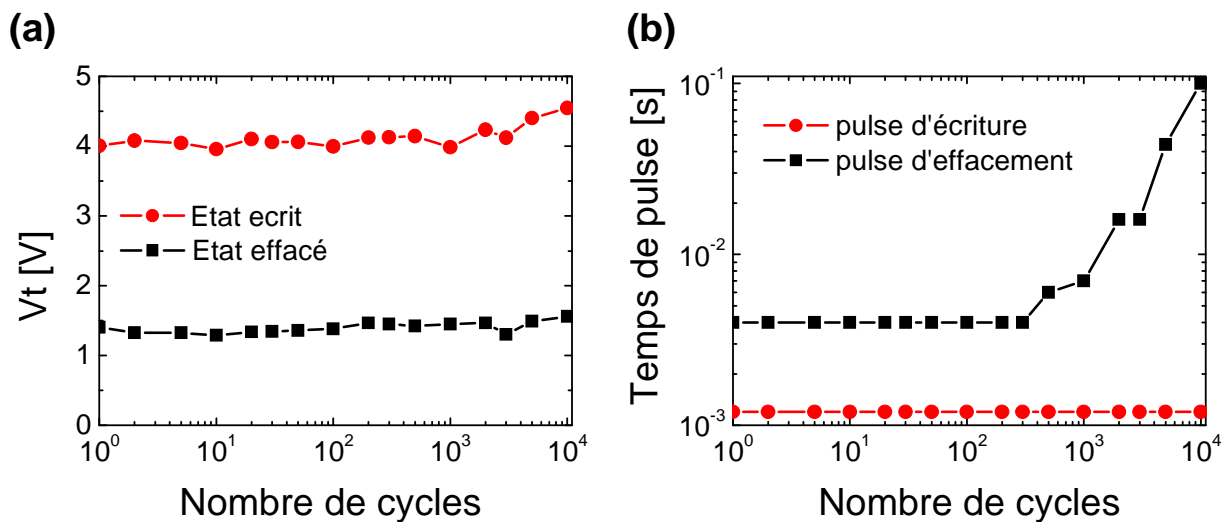 (a)
5
4
3
2
1
0
Vt [V]
Etat ecrit
Etat effacé
10^0
10^1
10^2
10^3
10^4
Nombre de cycles
(b)
10^-1
10^-2
10^-3
Temps de pulse [s]
pulse d'écriture
pulse d'effacement
10^0
10^1
10^2
10^3
10^4
Nombre de cycles